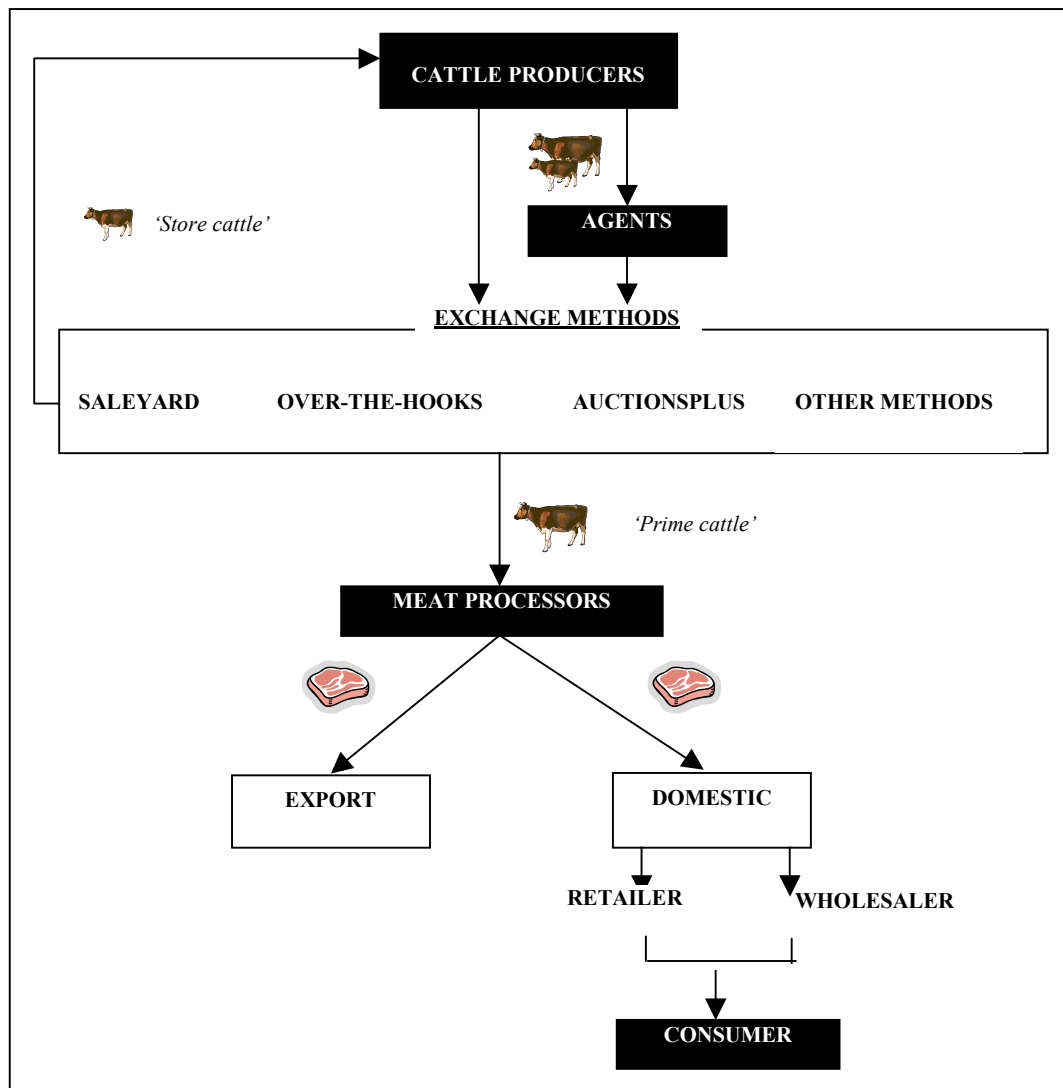 CATTLE PRODUCERS
AGENTS
‘Store cattle’
EXCHANGE METHODS
SALEYARD OVER-THE-HOOKS AUCTIONSPLUS OTHER METHODS
‘Prime cattle’
MEAT PROCESSORS
EXPORT
DOMESTIC
RETAILER
WHOLESALER
CONSUMER